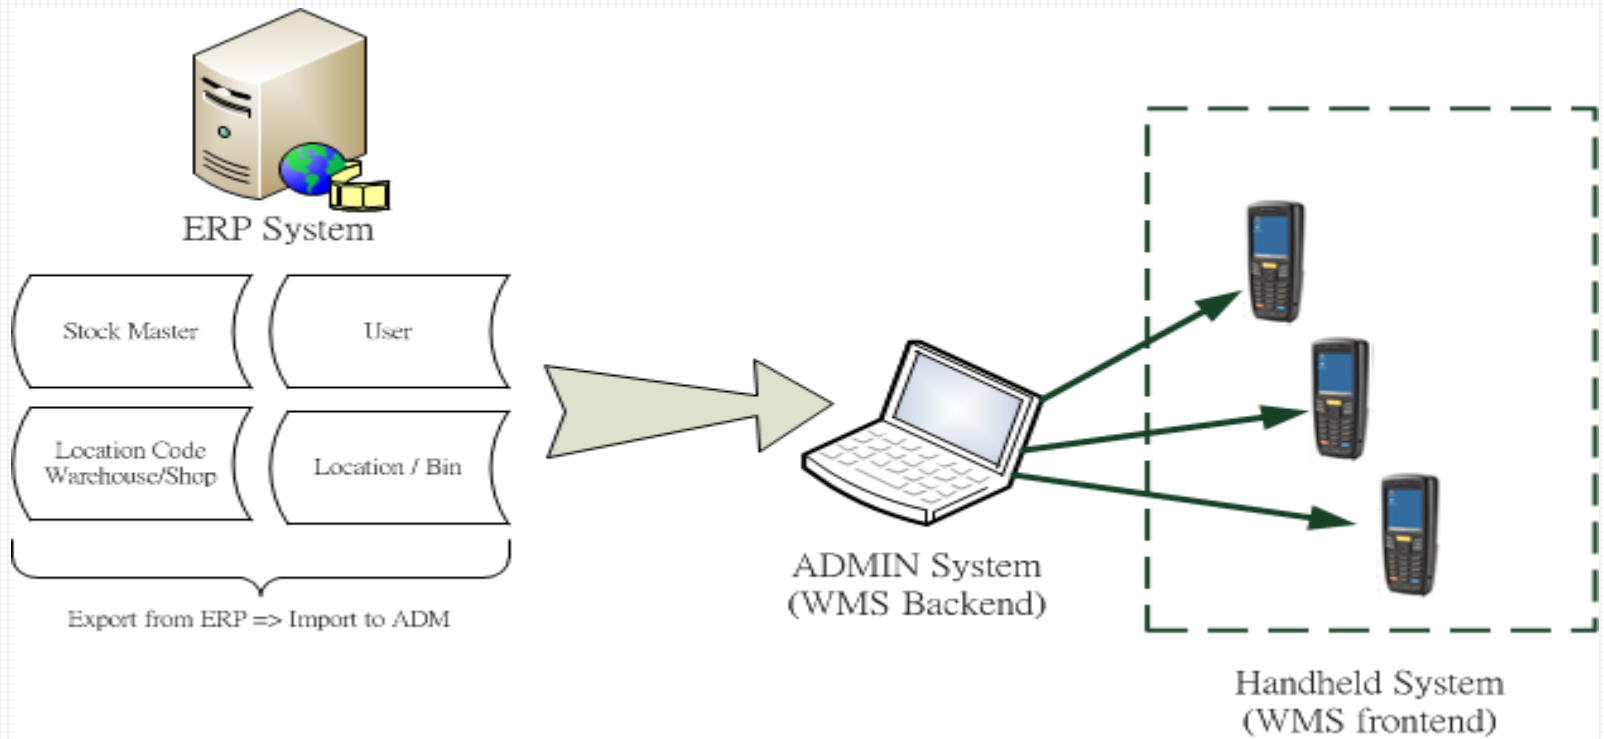 ERP System
Stock Master
User
Location Code
Warehouse/Shop
Location / Bin
Export from ERP => Import to ADM
ADMIN System
(WMS Backend)
Handheld System
(WMS frontend)